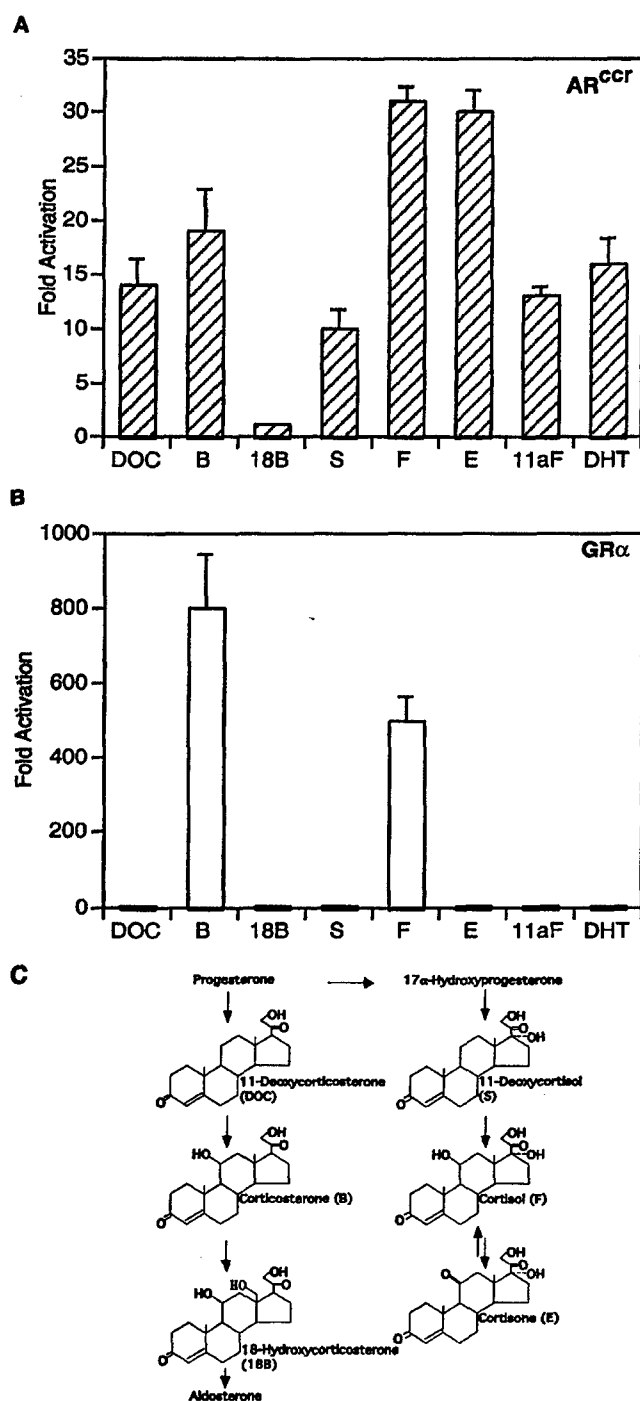 A
AR^ccr
35
30
25
20
15
10
5
0
Fold Activation
DOC B 18B S F E 11aF DHT
B
GRα
1000
800
600
400
200
0
Fold Activation
DOC B 18B S F E 11aF DHT
C
Progesterone
17α-Hydroxyprogesterone
OH
O
11-Deoxycorticosterone
(DOC)
O
OH
O
OH
11-Deoxycortisol
(S)
O
OH
O
HO
Corticosterone (B)
O
OH
O
OH
HO
Cortisol (F)
O
OH
O
HO
HO
18-Hydroxycorticosterone
(18B)
O
OH
O
OH
O
Cortisone (E)
O
Aldosterone